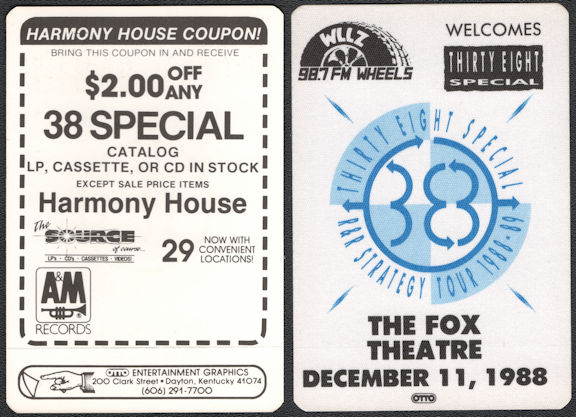 HARMONY HOUSE COUPON!
BRING THIS COUPON IN AND RECEIVE
$2.00 OFF ANY
38 SPECIAL
CATALOG
LP, CASSETTE, OR CD IN STOCK
EXCEPT SALE PRICE ITEMS
Harmony House
The SOURCE of course...
LP's · CD's · CASSETTES · VIDEOS!
29 NOW WITH CONVENIENT LOCATIONS!
A&M
RECORDS
OTTO ENTERTAINMENT GRAPHICS
200 Clark Street • Dayton, Kentucky 41074
(606) 291-7700
WLLZ
98.7 FM WHEELS
WELCOMES
THIRTY EIGHT
SPECIAL
THIRTY EIGHT SPECIAL
38
R&R STRATEGY TOUR 1988-89
THE FOX
THEATRE
DECEMBER 11, 1988
OTTO